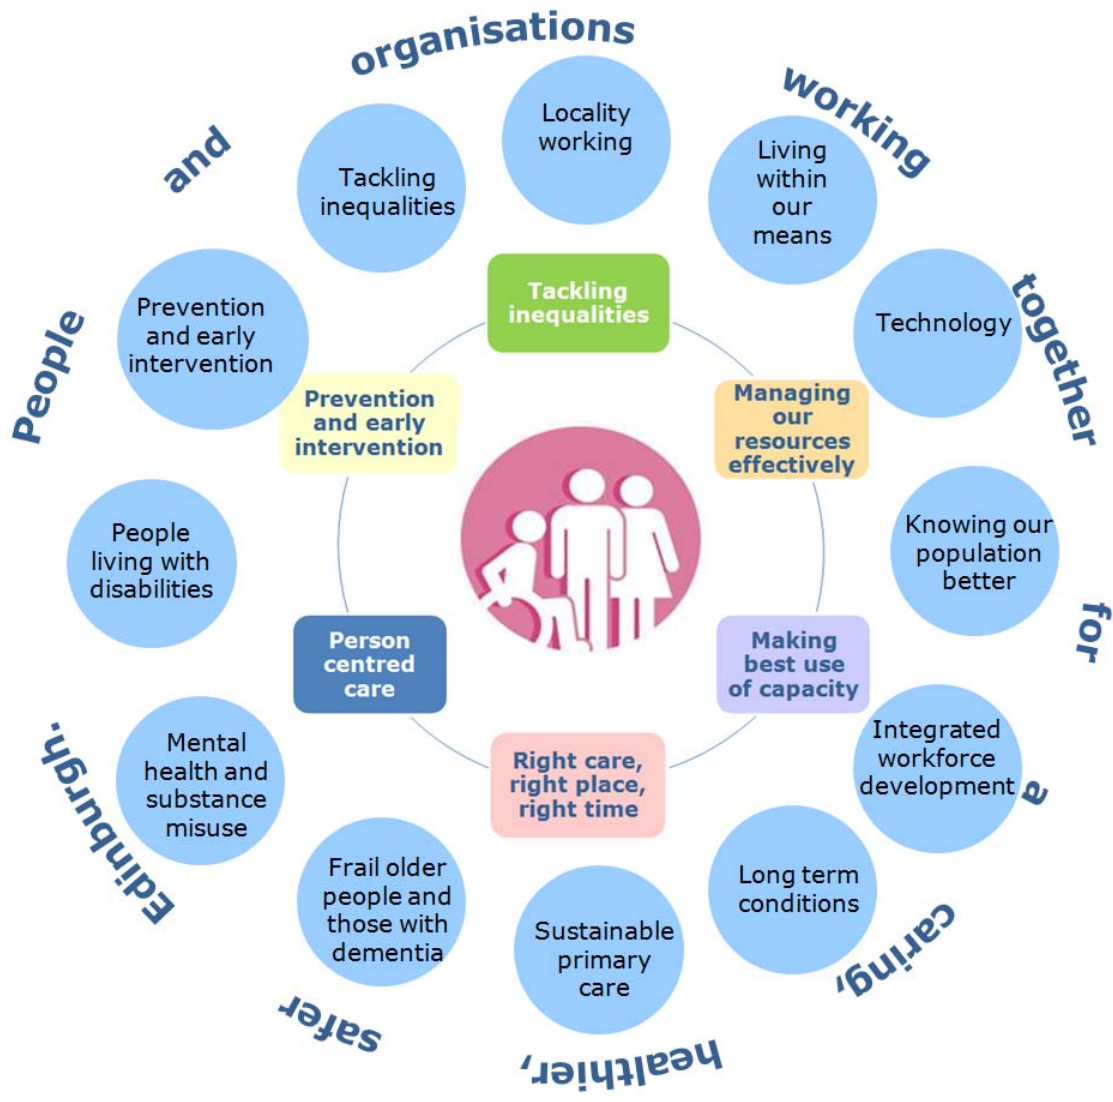 People
and
organisations
working
together
for
a
caring,
healthier,
safer
Edinburgh.
Locality
working
Living
within
our
means
Technology
Knowing our
population
better
Integrated
workforce
development
Long term
conditions
Sustainable
primary
care
Frail older
people and
those with
dementia
Mental
health and
substance
misuse
People
living with
disabilities
Prevention
and early
intervention
Tackling
inequalities
Tackling
inequalities
Managing
our
resources
effectively
Making
best use
of capacity
Right care,
right place,
right time
Person
centred
care
Prevention
and early
intervention